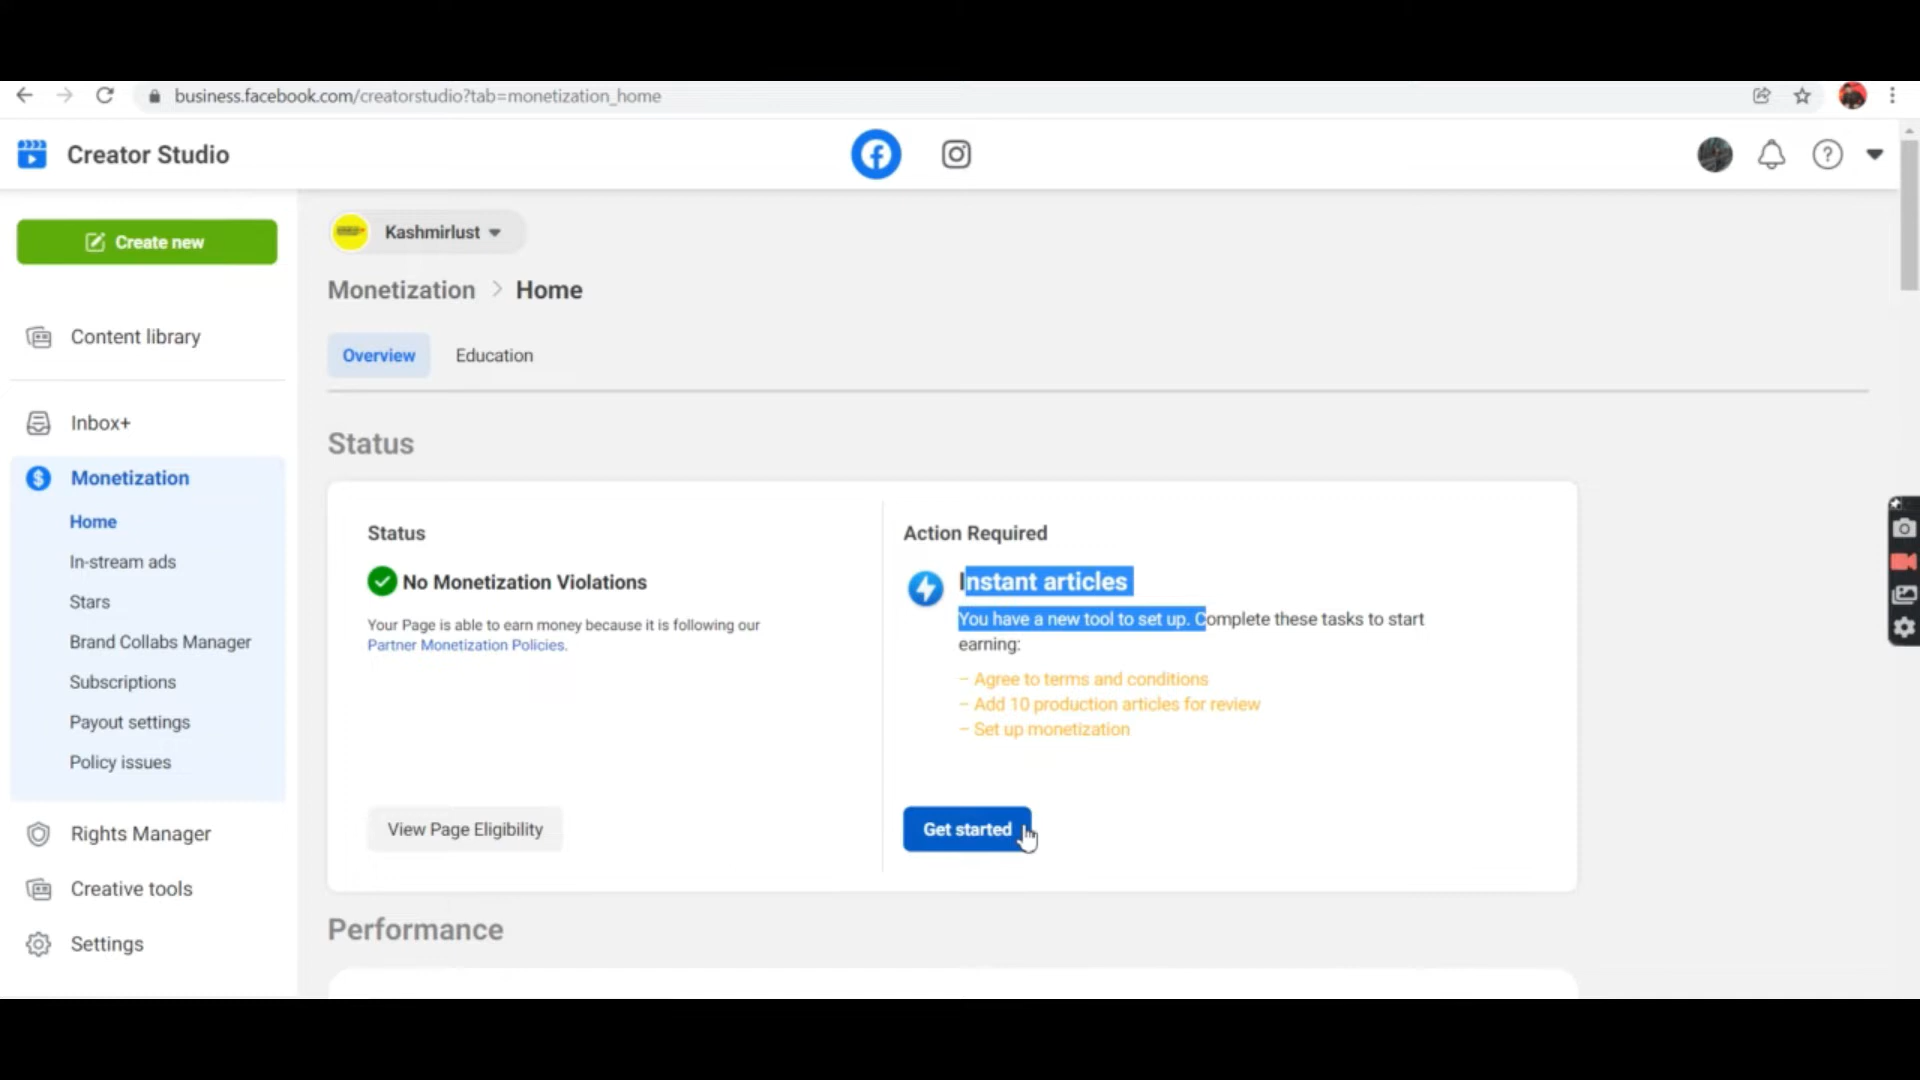 business.facebook.com/creatorstudio?tab=monetization_home
Creator Studio
Create new
Content library
Inbox+
Monetization
Home
In-stream ads
Stars
Brand Collabs Manager
Subscriptions
Payout settings
Policy issues
Rights Manager
Creative tools
Settings
Kashmirlust
Monetization > Home
Overview
Education
Status
Status
No Monetization Violations
Your Page is able to earn money because it is following our
Partner Monetization Policies.
View Page Eligibility
Action Required
Instant articles
You have a new tool to set up. Complete these tasks to start
earning:
– Agree to terms and conditions
– Add 10 production articles for review
– Set up monetization
Get started
Performance